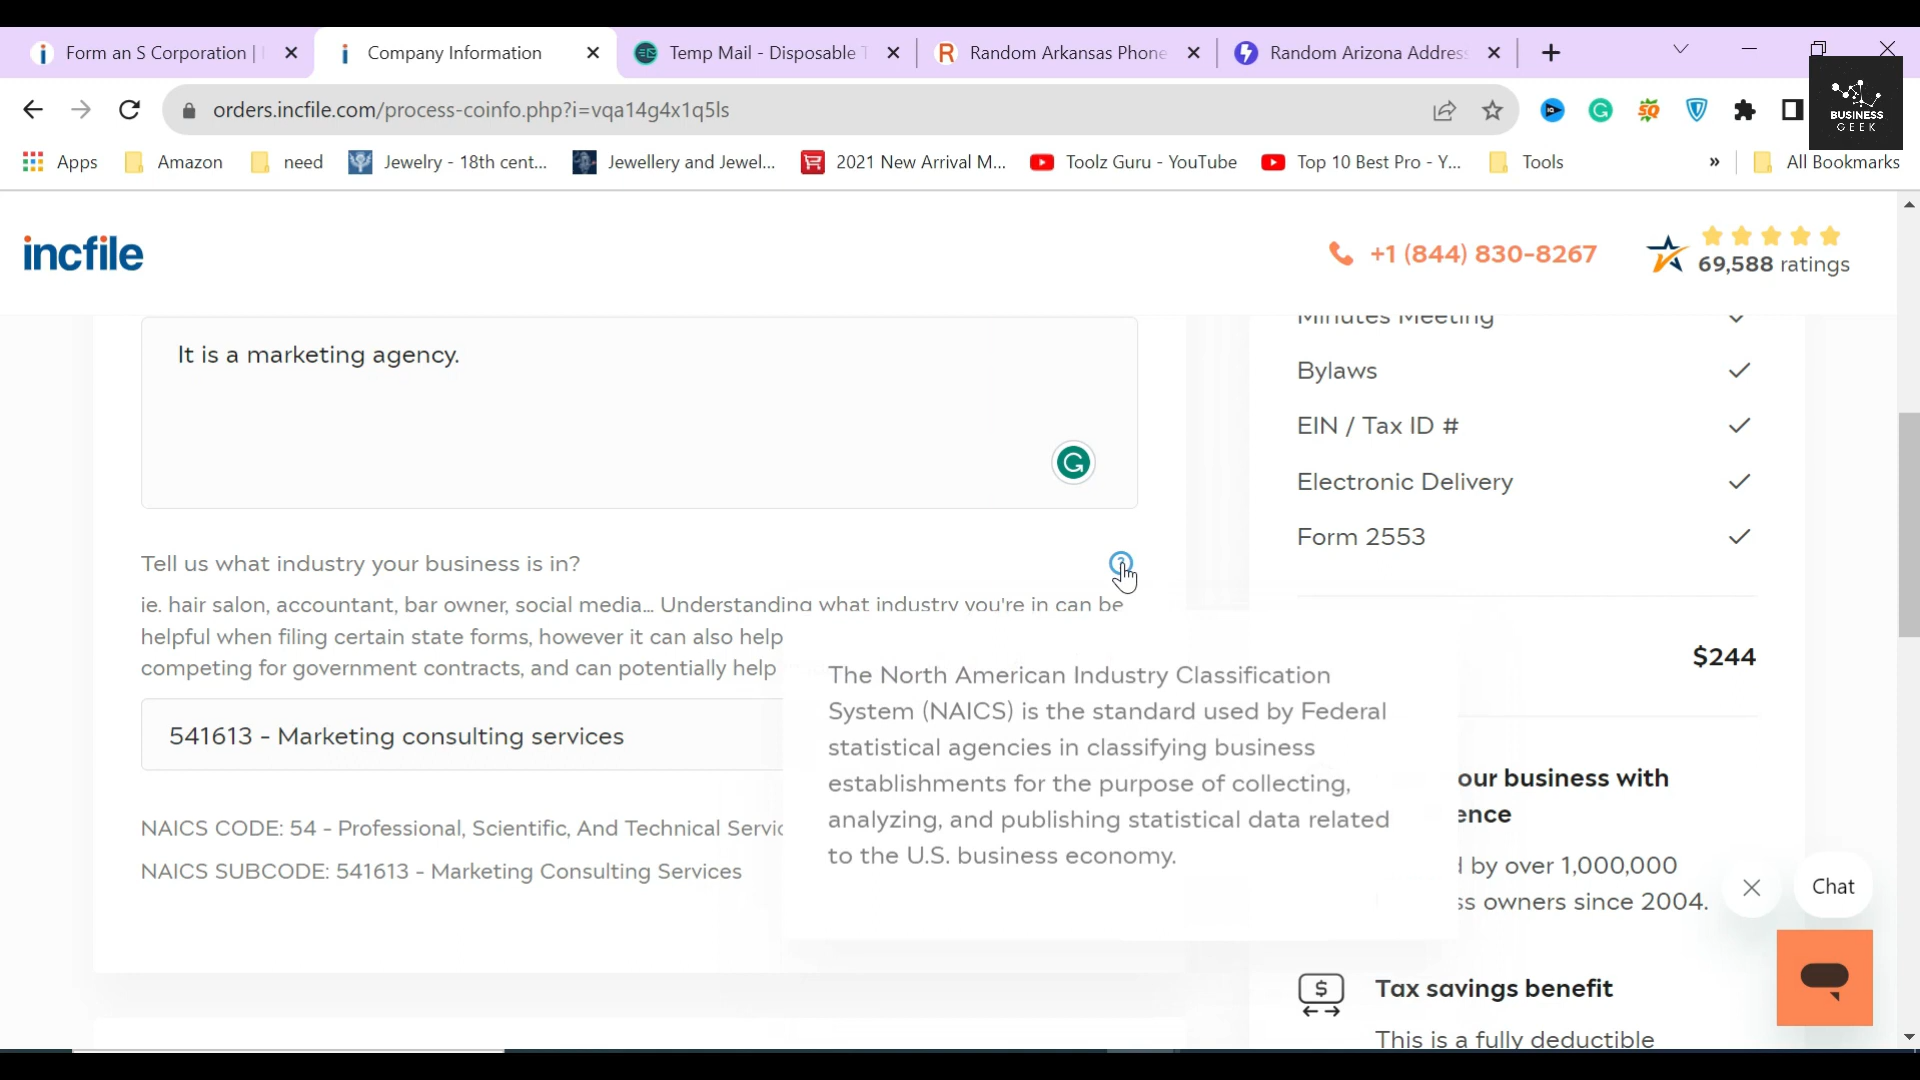 Form an S Corporation |
Company Information
Temp Mail - Disposable
Random Arkansas Phone
Random Arizona Address
orders.incfile.com/process-coinfo.php?i=vqa14g4x1q5ls
BUSINESS
GEEK
Apps
Amazon
need
Jewelry - 18th cent...
Jewellery and Jewel...
2021 New Arrival M...
Toolz Guru - YouTube
Top 10 Best Pro - Y...
Tools
»
All Bookmarks
incfile
+1 (844) 830-8267
69,588 ratings
It is a marketing agency.
Minutes Meeting
Bylaws
EIN / Tax ID #
Electronic Delivery
Form 2553
$244
Tell us what industry your business is in?
ie. hair salon, accountant, bar owner, social media... Understanding what industry you're in can be
helpful when filing certain state forms, however it can also help
competing for government contracts, and can potentially help
541613 - Marketing consulting services
NAICS CODE: 54 - Professional, Scientific, And Technical Servic
NAICS SUBCODE: 541613 - Marketing Consulting Services
The North American Industry Classification
System (NAICS) is the standard used by Federal
statistical agencies in classifying business
establishments for the purpose of collecting,
analyzing, and publishing statistical data related
to the U.S. business economy.
our business with
ence
d by over 1,000,000
ss owners since 2004.
Chat
Tax savings benefit
This is a fully deductible